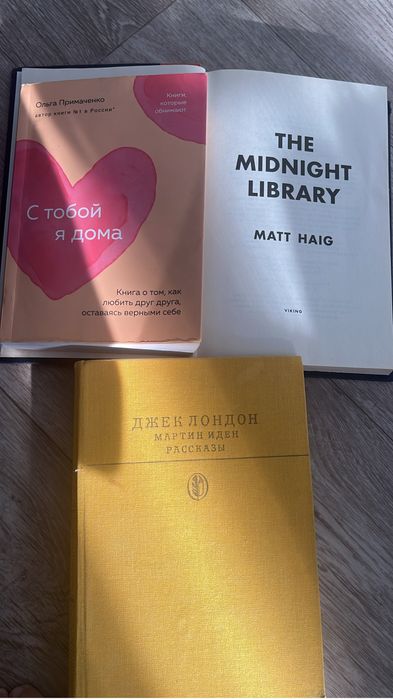 Ольга Примаченко
автор книги №1 в России*
Книги,
которые
обнимают
С тобой
я дома
Книга о том, как
любить друг друга,
оставаясь верными себе
THE
MIDNIGHT
LIBRARY
MATT HAIG
VIKING
ДЖЕК ЛОНДОН
МАРТИН ИДЕН
РАССКАЗЫ